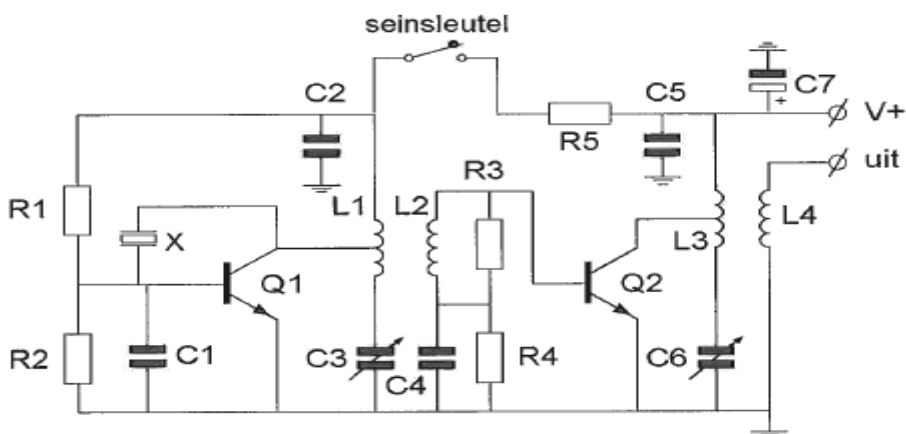 seinsleutel
C2
C5
C7
+
V+
R5
uit
R3
R1
L1
L2
L4
X
L3
Q1
Q2
R2
C1
C3
C4
R4
C6